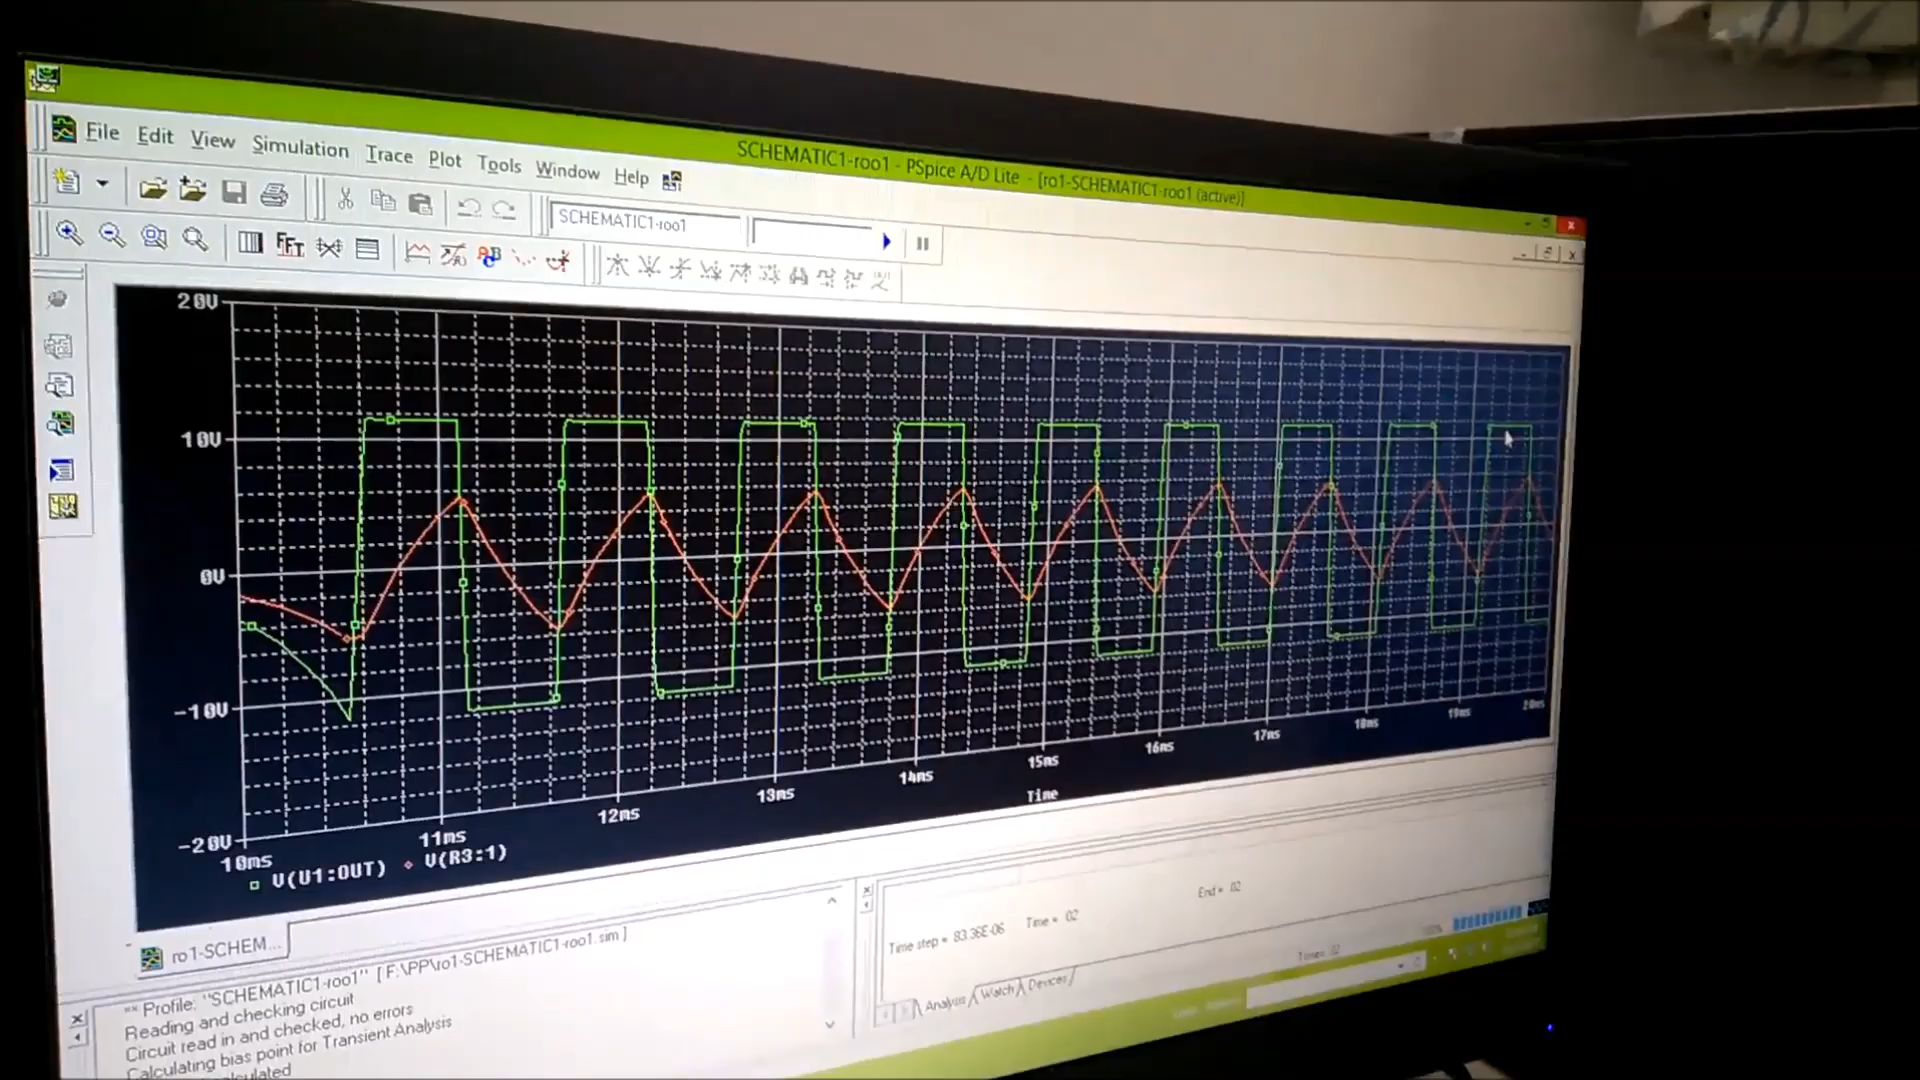 SCHEMATIC1-roo1 - PSpice A/D Lite - [ro1-SCHEMATIC1-roo1 (active)]
File Edit View Simulation Trace Plot Tools Window Help
SCHEMATIC1-roo1
FFT
20V
10V
0V
-10V
-20V
10ms 11ms 12ms 13ms 14ms 15ms 16ms 17ms 18ms 19ms 20ms
V(U1:OUT) V(R3:1)
Time
ro1-SCHEM...
** Profile: "SCHEMATIC1-roo1" [ F:\PP\ro1-SCHEMATIC1-roo1.sim ]
Reading and checking circuit
Circuit read in and checked, no errors
Calculating bias point for Transient Analysis
Time step = 83.36E-06 Time = .02 End = .02
Analysis Watch Devices
100%